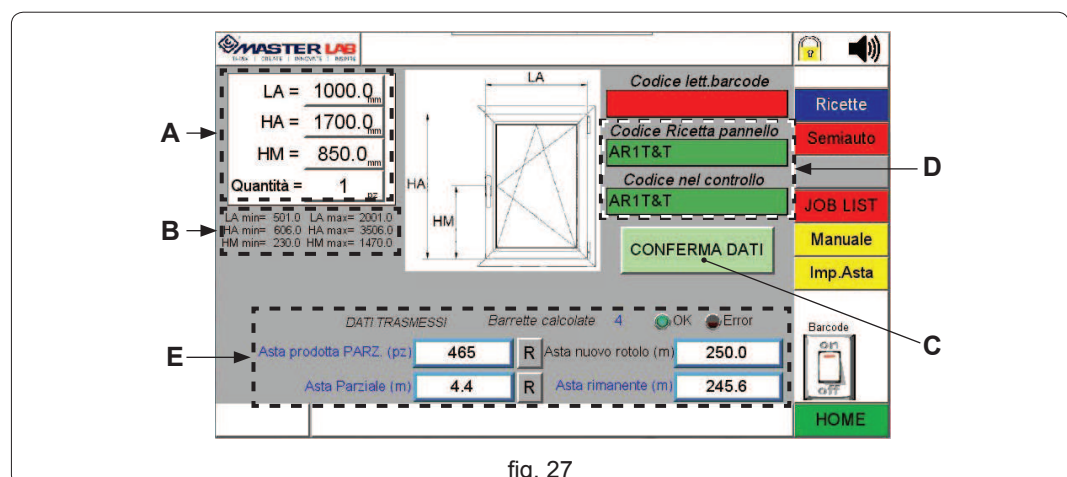 MASTER LAB
THINK | CREATE | INNOVATE | INSPIRE
LA = 1000.0 mm
HA = 1700.0 mm
HM = 850.0 mm
Quantità = 1 pz
LA min= 501.0 LA max= 2001.0
HA min= 606.0 HA max= 3506.0
HM min= 230.0 HM max= 1470.0
A
B
LA
HA
HM
Codice lett.barcode
Codice Ricetta pannello
AR1T&T
Codice nel controllo
AR1T&T
CONFERMA DATI
Ricette
Semiauto
JOB LIST
Manuale
Imp.Asta
D
C
E
DATI TRASMESSI Barrette calcolate 4 OK Error
Asta prodotta PARZ. (pz) 465 R Asta nuovo rotolo (m) 250.0
Asta Parziale (m) 4.4 R Asta rimanente (m) 245.6
Barcode
ON
OFF
HOME
fig. 27